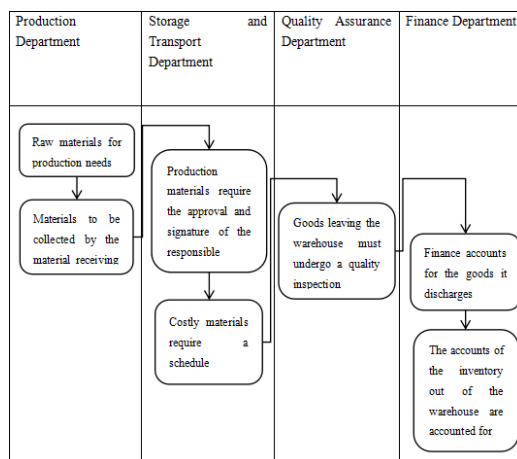 Production
Department
Storage and
Transport
Department
Quality Assurance
Department
Finance Department
Raw materials for
production needs
Materials to be
collected by the
material receiving
Production
materials require
the approval and
signature of the
responsible
Costly materials
require a
schedule
Goods leaving the
warehouse must
undergo a quality
inspection
Finance accounts
for the goods it
discharges
The accounts of
the inventory
out of the
warehouse are
accounted for